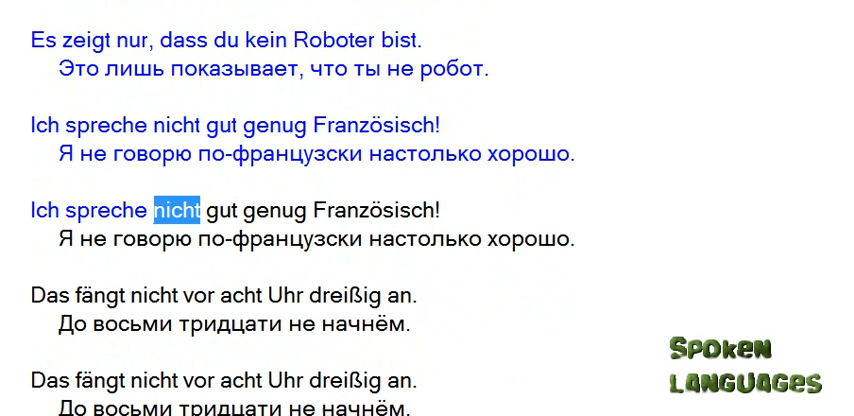 Es zeigt nur, dass du kein Roboter bist.
Это лишь показывает, что ты не робот.
Ich spreche nicht gut genug Französisch!
Я не говорю по-французски настолько хорошо.
Ich spreche nicht gut genug Französisch!
Я не говорю по-французски настолько хорошо.
Das fängt nicht vor acht Uhr dreißig an.
До восьми тридцати не начнём.
Das fängt nicht vor acht Uhr dreißig an.
До восьми тридцати не начнём.
Spoken
Languages